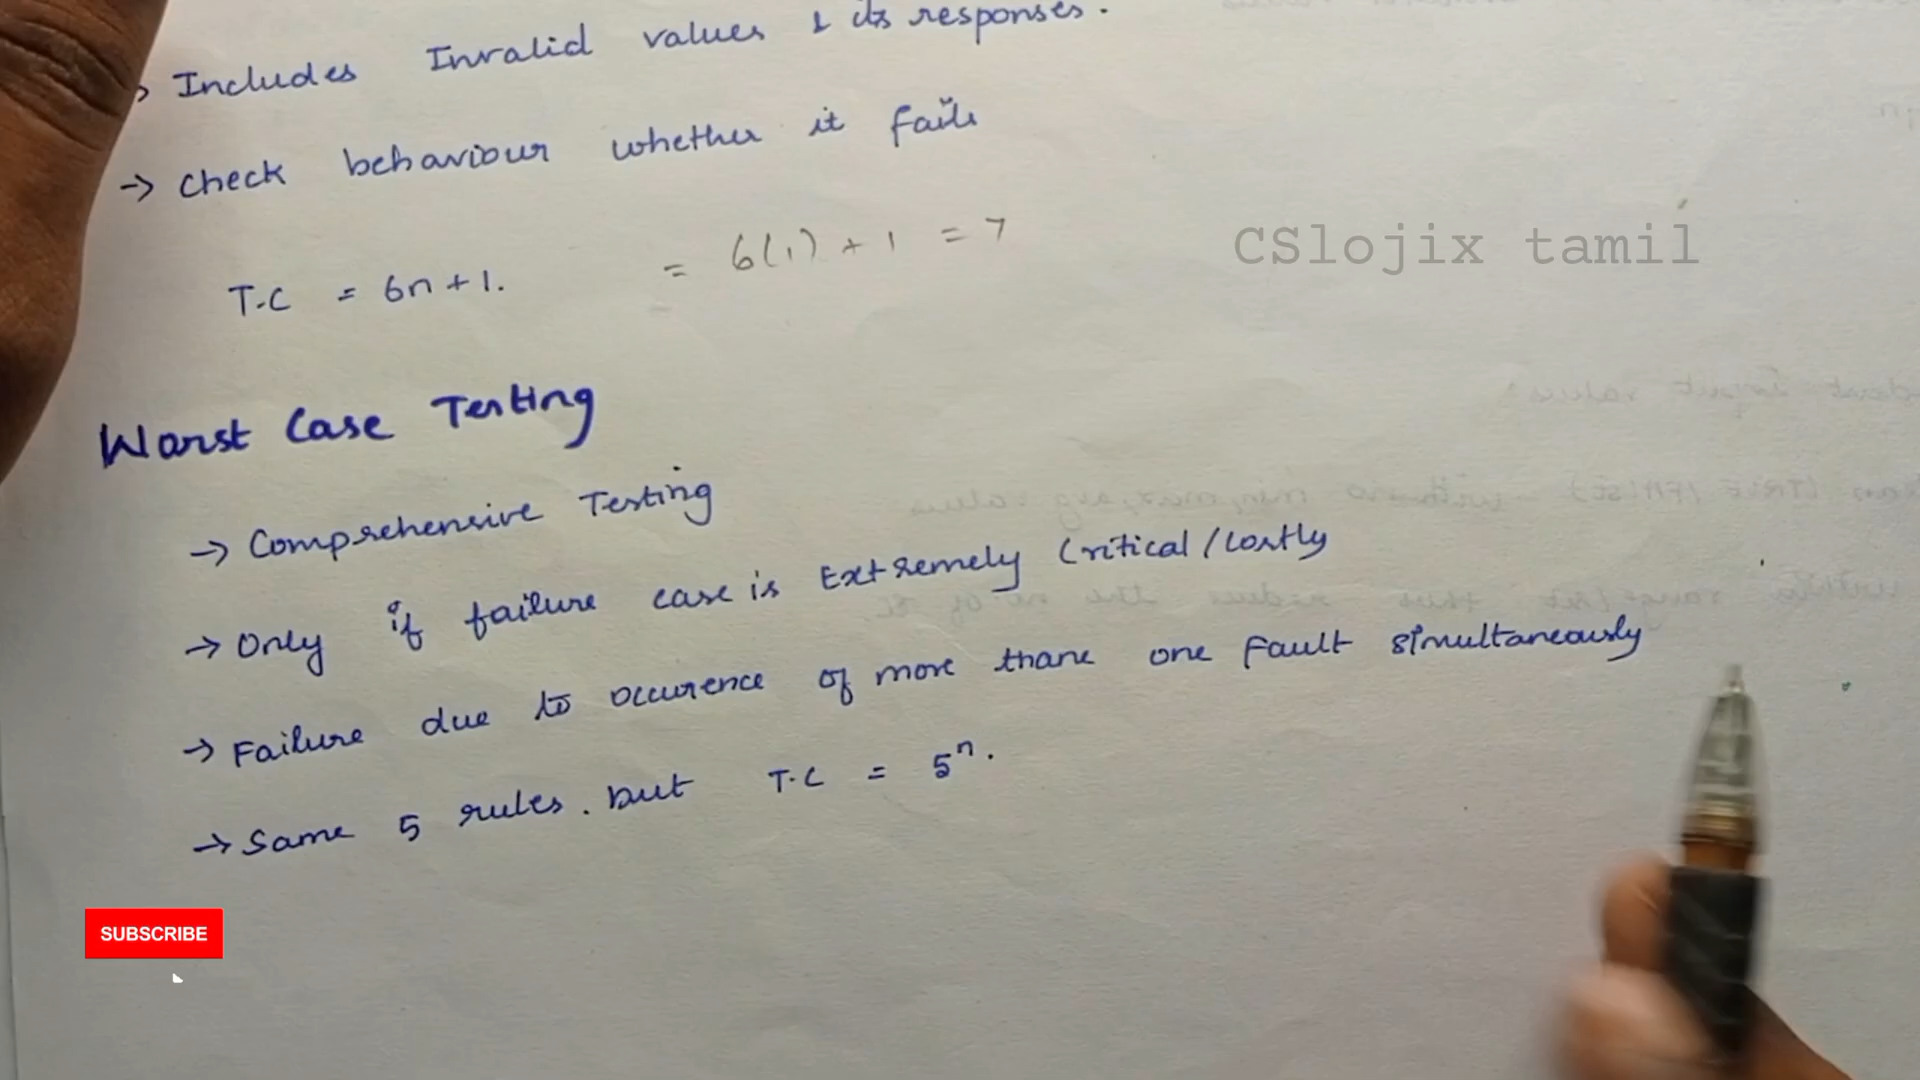 → Includes Invalid values & its responses.
→ Check behaviour whether it fails
T.C = 6n+1. = 6(1) + 1 = 7
CSlojix tamil
Worst Case Testing
→ Comprehensive Testing
→ Only if failure case is Extremely Critical/Costly
→ Failure due to occurence of more thane one fault simultaneously
→ Same 5 rules. but T.C = 5ⁿ.
SUBSCRIBE